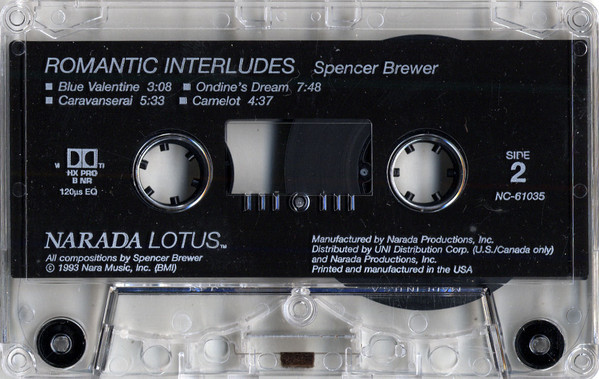 ROMANTIC INTERLUDES Spencer Brewer
■ Blue Valentine 3:08 ■ Ondine's Dream 7:48
■ Caravanserai 5:33 ■ Camelot 4:37
HX PRO
B NR
120µs EQ
SIDE
2
NC-61035
NARADA LOTUS™
All compositions by Spencer Brewer
© 1993 Nara Music, Inc. (BMI)
Manufactured by Narada Productions, Inc.
Distributed by UNI Distribution Corp. (U.S./Canada only)
and Narada Productions, Inc.
Printed and manufactured in the USA